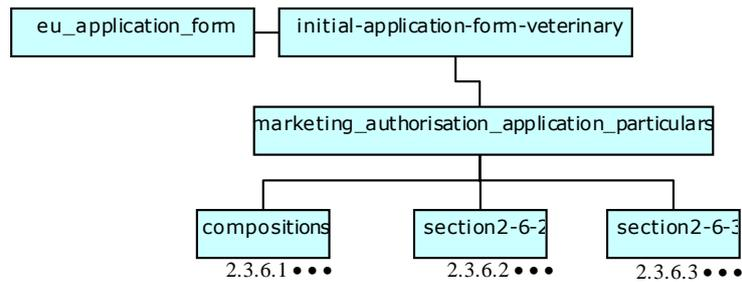 eu_application_form
initial-application-form-veterinary
marketing_authorisation_application_particulars
compositions
section2-6-2
section2-6-3
2.3.6.1 •••
2.3.6.2 •••
2.3.6.3 •••